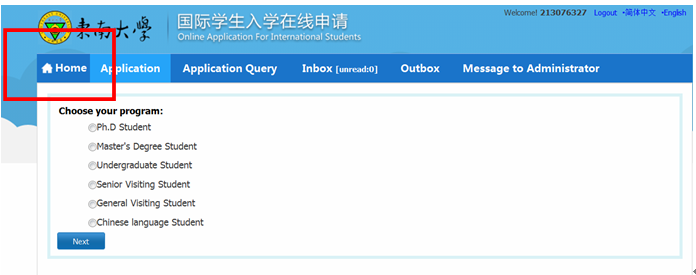 Welcome! 213076327 Logout •简体中文 •English
东南大学
国际学生入学在线申请
Online Application For International Students
Home Application Application Query Inbox [unread:0] Outbox Message to Administrator
Choose your program:
Ph.D Student
Master's Degree Student
Undergraduate Student
Senior Visiting Student
General Visiting Student
Chinese language Student
Next